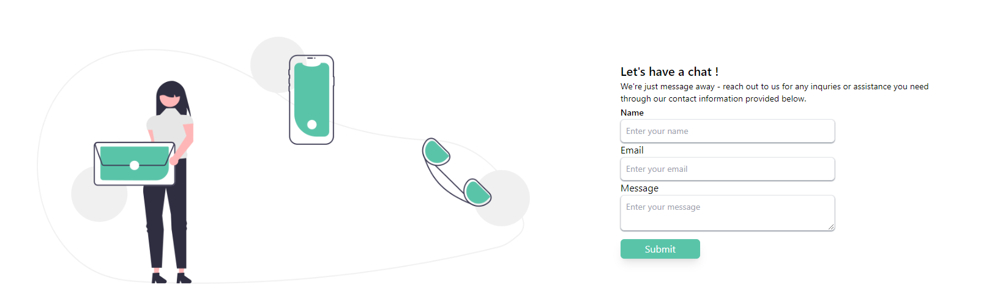 Let's have a chat !
We're just message away - reach out to us for any inquries or assistance you need
through our contact information provided below.
Name
Enter your name
Email
Enter your email
Message
Enter your message
Submit